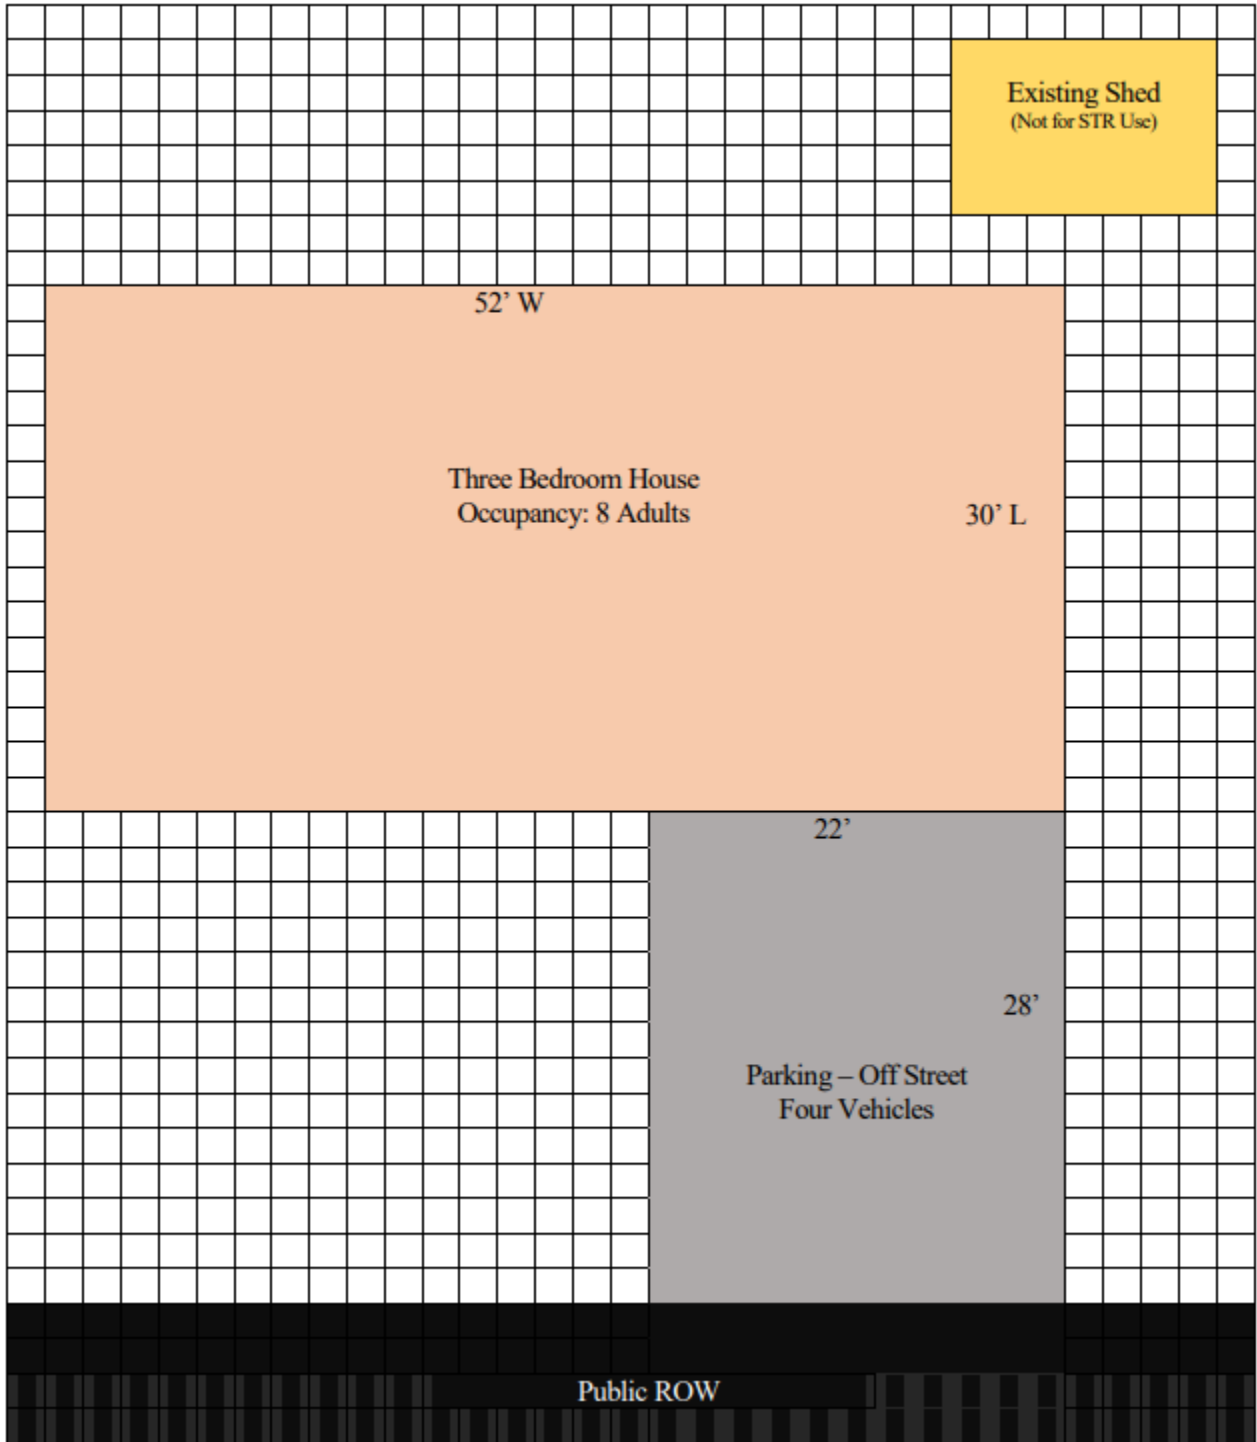 Existing Shed
(Not for STR Use)
52’ W
Three Bedroom House
Occupancy: 8 Adults
30’ L
22’
28’
Parking – Off Street
Four Vehicles
Public ROW